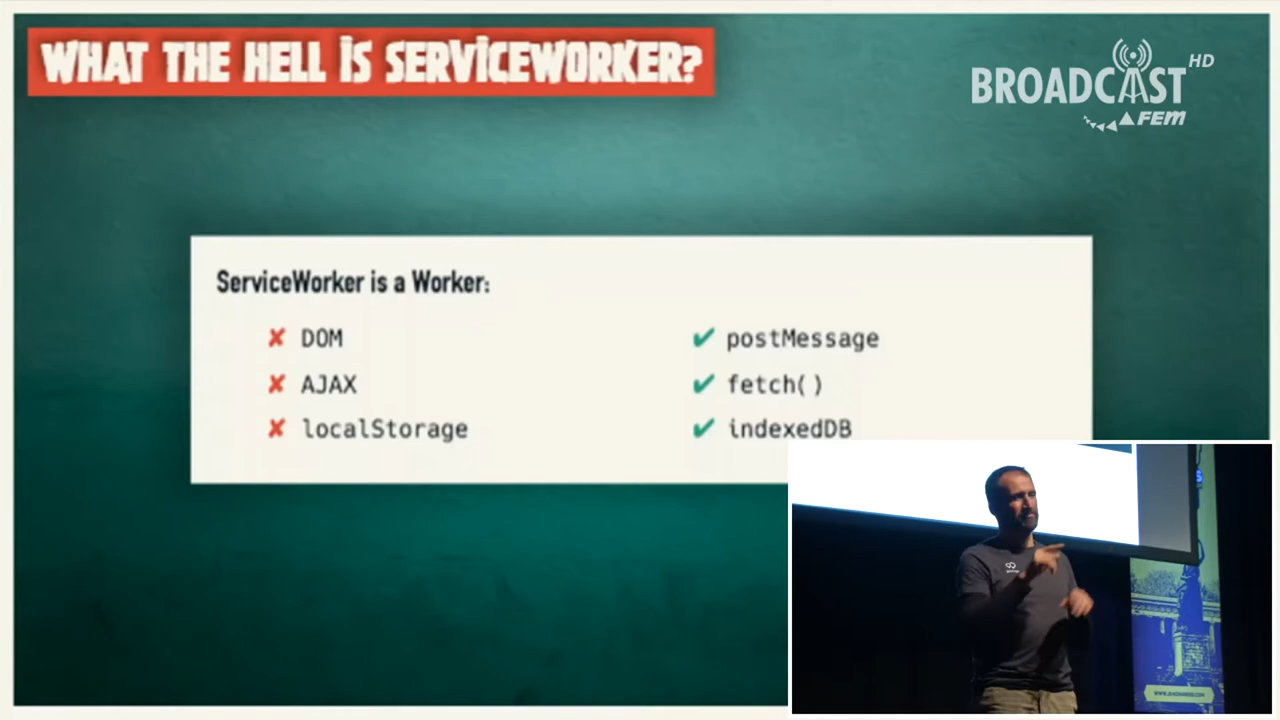 WHAT THE HELL IS SERVICEWORKER?
BROADCAST HD
FEM
ServiceWorker is a Worker:
✘ DOM
✔ postMessage
✘ AJAX
✔ fetch()
✘ localStorage
✔ indexedDB